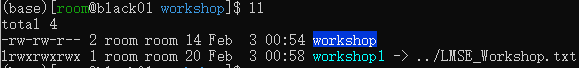 (base)[room@black01 workshop]$ ll
total 4
-rw-rw-r-- 2 room room 14 Feb  3 00:54 workshop
lrwxrwxrwx 1 room room 20 Feb  3 00:58 workshop1 -> ../LMSE_Workshop.txt